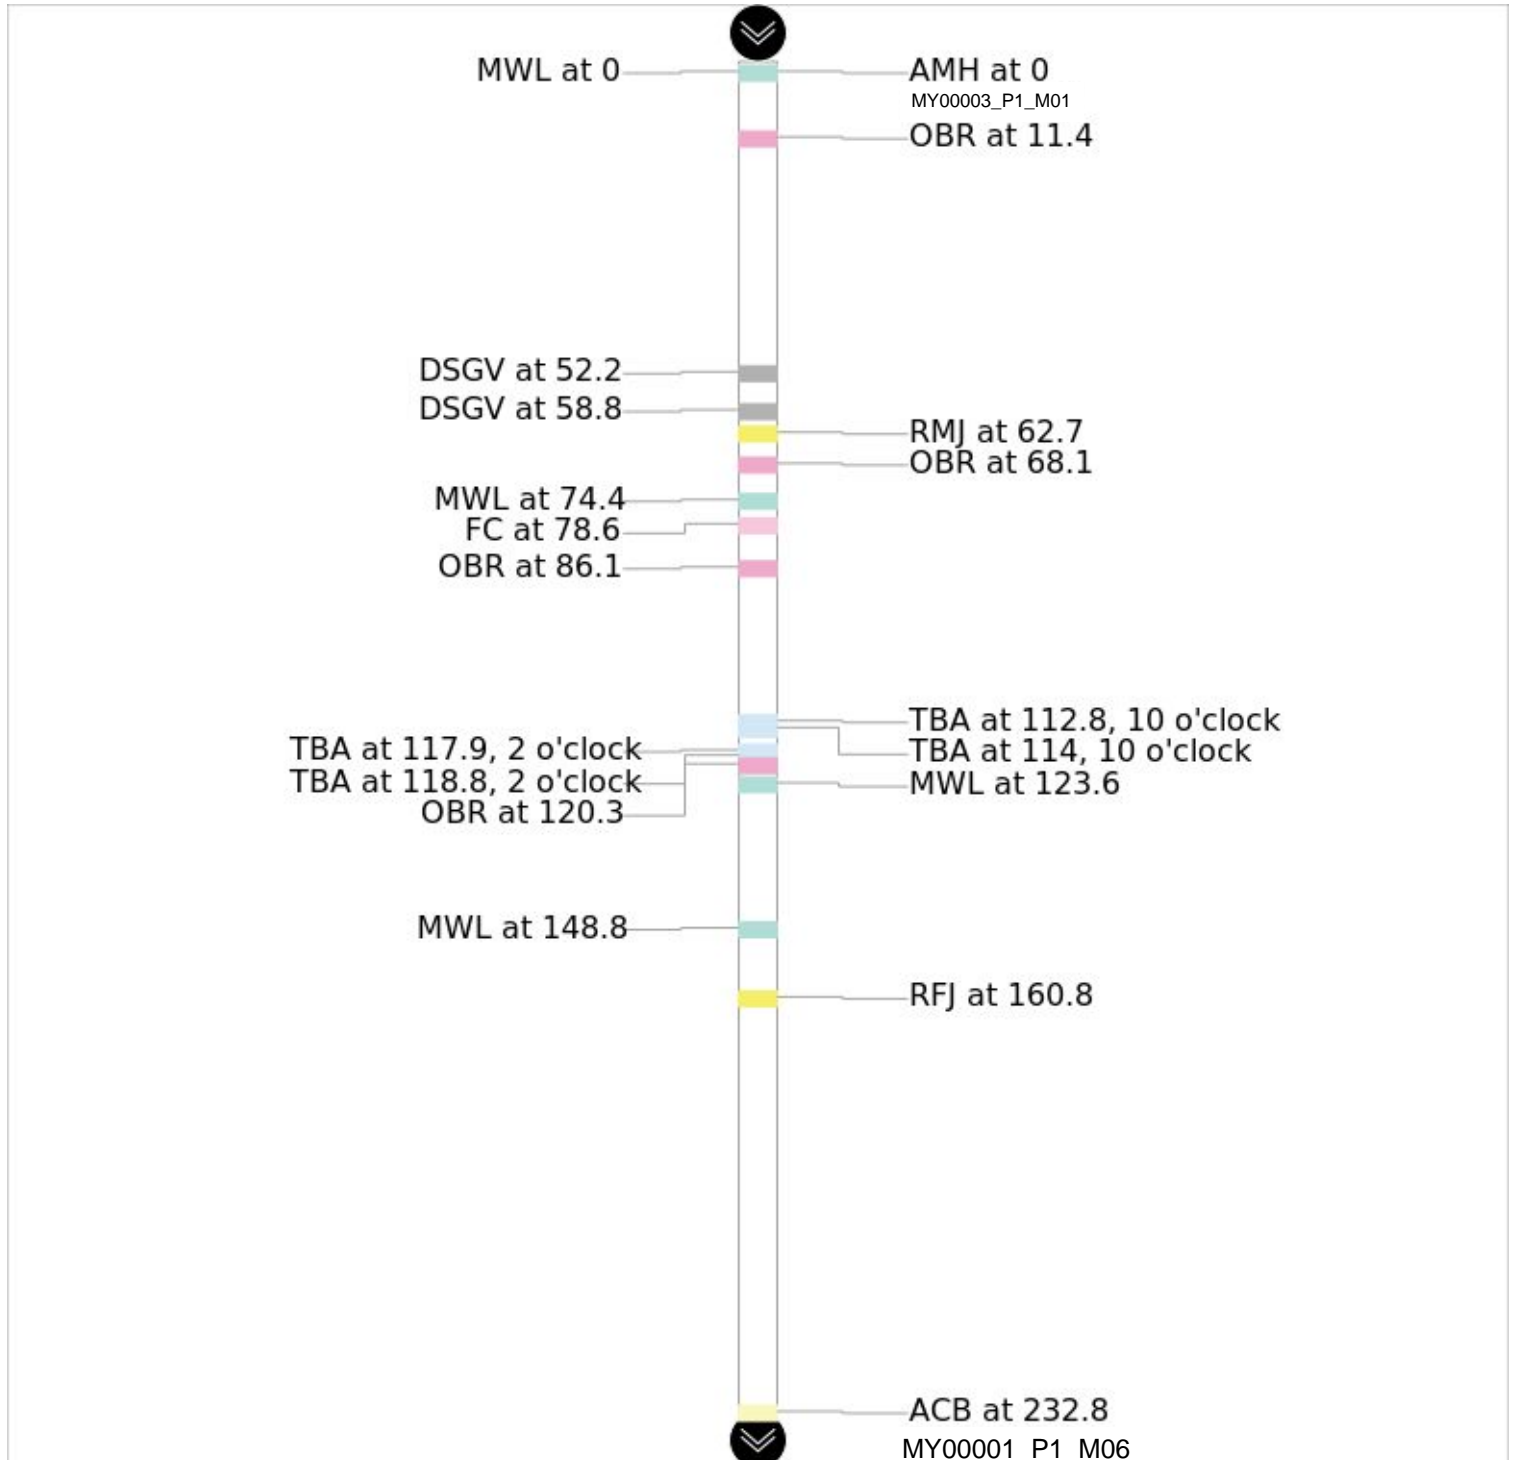 MWL at 0
AMH at 0
MY00003_P1_M01
OBR at 11.4
DSGV at 52.2
DSGV at 58.8
RMJ at 62.7
OBR at 68.1
MWL at 74.4
FC at 78.6
OBR at 86.1
TBA at 112.8, 10 o'clock
TBA at 117.9, 2 o'clock
TBA at 114, 10 o'clock
TBA at 118.8, 2 o'clock
MWL at 123.6
OBR at 120.3
MWL at 148.8
RFJ at 160.8
ACB at 232.8
MY00001_P1_M06